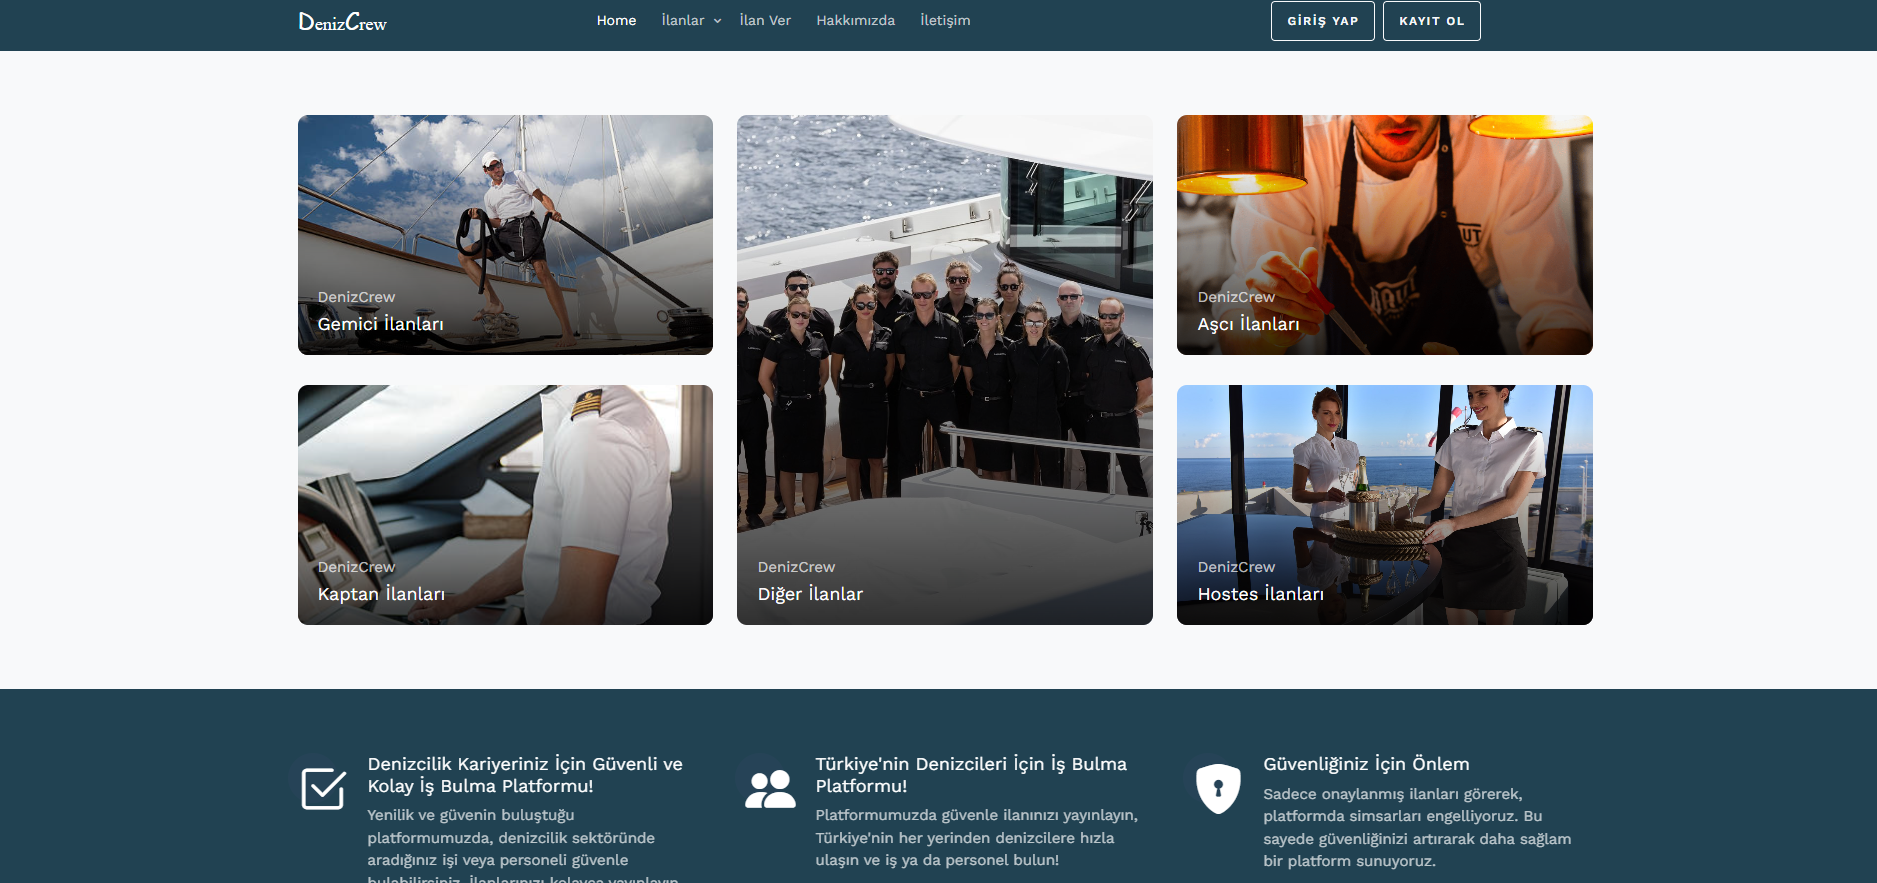 DenizCrew
Home
İlanlar
İlan Ver
Hakkımızda
İletişim
GİRİŞ YAP
KAYIT OL
DenizCrew
Gemici İlanları
DenizCrew
Diğer İlanlar
DenizCrew
Aşcı İlanları
DenizCrew
Kaptan İlanları
DenizCrew
Hostes İlanları
Denizcilik Kariyeriniz İçin Güvenli ve
Kolay İş Bulma Platformu!
Yenilik ve güvenin buluştuğu
platformumuzda, denizcilik sektöründe
aradığınız işi veya personeli güvenle
bulabilirsiniz. İlanlarınızı kolayca yayınlayın,
Türkiye'nin Denizcileri İçin İş Bulma
Platformu!
Platformumuzda güvenle ilanınızı yayınlayın,
Türkiye'nin her yerinden denizcilere hızla
ulaşın ve iş ya da personel bulun!
Güvenliğiniz İçin Önlem
Sadece onaylanmış ilanları görerek,
platformda simsarları engelliyoruz. Bu
sayede güvenliğinizi artırarak daha sağlam
bir platform sunuyoruz.